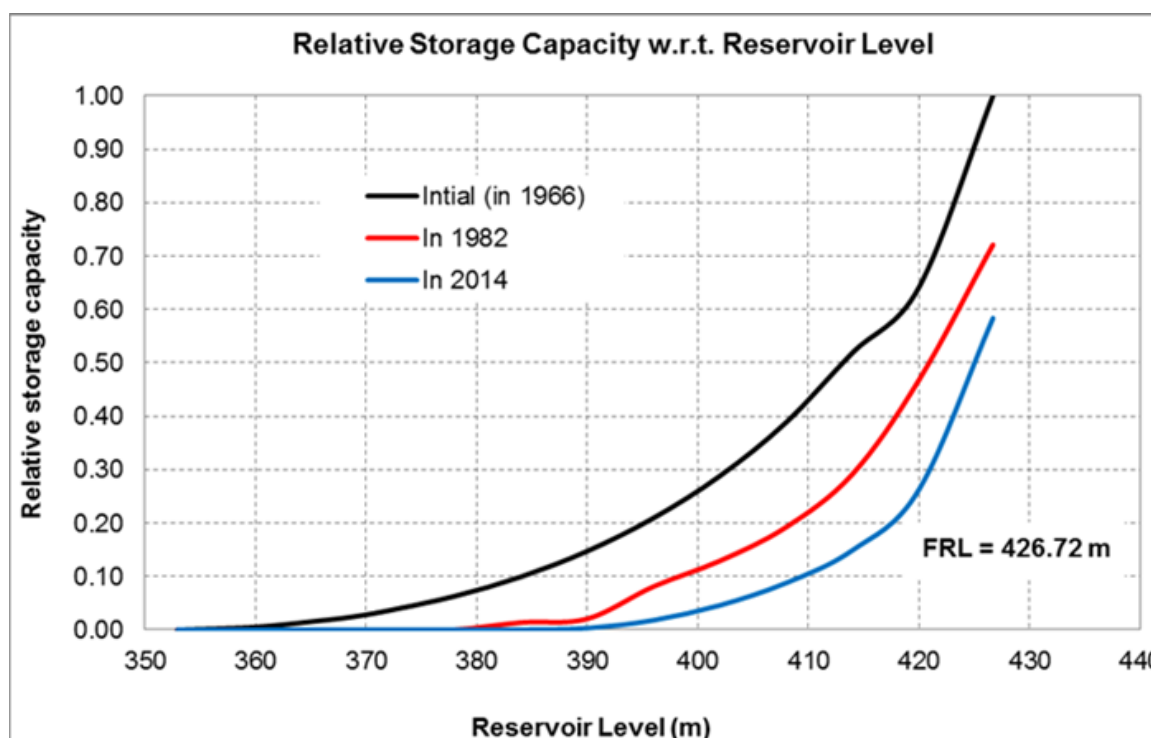 Relative Storage Capacity w.r.t. Reservoir Level
1.00
0.90
0.80
0.70
0.60
0.50
0.40
0.30
0.20
0.10
0.00
Relative storage capacity
Intial (in 1966)
In 1982
In 2014
FRL = 426.72 m
350 360 370 380 390 400 410 420 430 440
Reservoir Level (m)